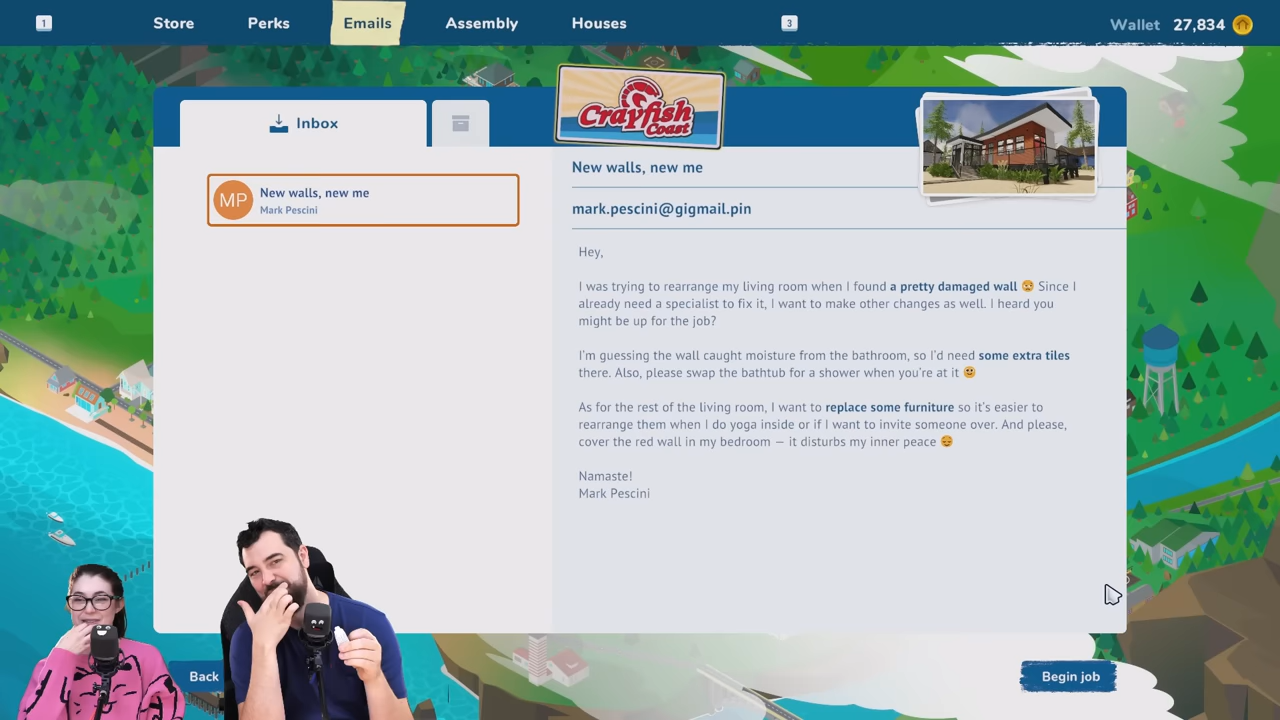 1
Store
Perks
Emails
Assembly
Houses
3
Wallet 27,834
Inbox
Crayfish
Coast
MP
New walls, new me
Mark Pescini
New walls, new me
mark.pescini@gigmail.pin
Hey,
I was trying to rearrange my living room when I found a pretty damaged wall 😥 Since I
already need a specialist to fix it, I want to make other changes as well. I heard you
might be up for the job?
I'm guessing the wall caught moisture from the bathroom, so I'd need some extra tiles
there. Also, please swap the bathtub for a shower when you're at it 😀
As for the rest of the living room, I want to replace some furniture so it's easier to
rearrange them when I do yoga inside or if I want to invite someone over. And please,
cover the red wall in my bedroom — it disturbs my inner peace 😌
Namaste!
Mark Pescini
Back
Begin job